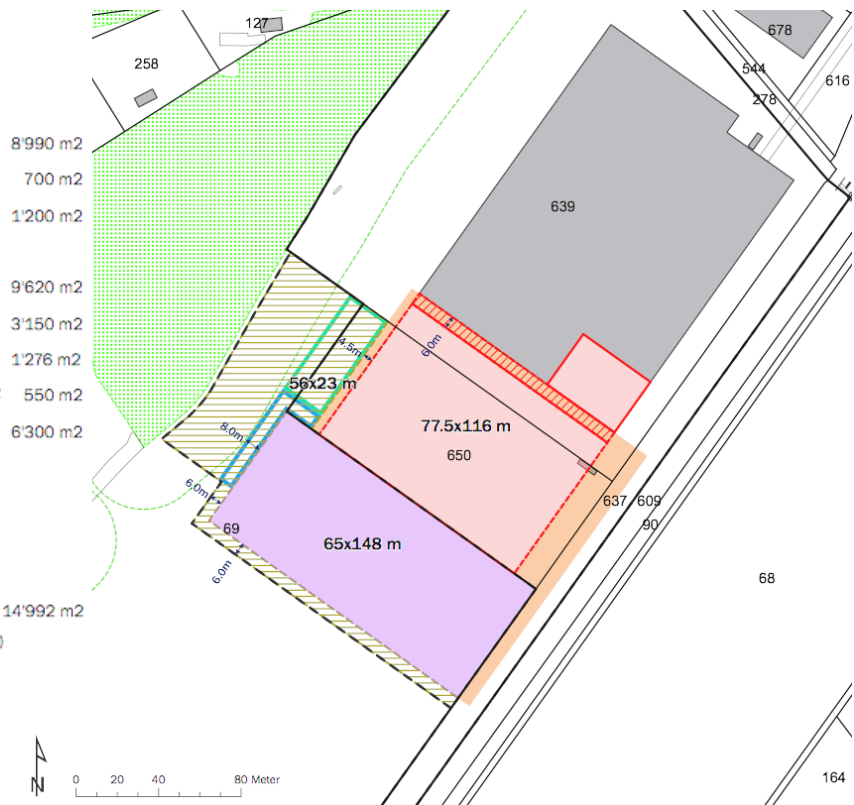 127
258
678
544
616
278
8'990 m2
700 m2
1'200 m2
639
9'620 m2
3'150 m2
1'276 m2
550 m2
6'300 m2
6.0m
4.5m
56x23 m
77.5x116 m
650
8.0m
6.0m
637
609
90
69
65x148 m
6.0m
68
14'992 m2
)
N
0
20
40
80 Meter
164